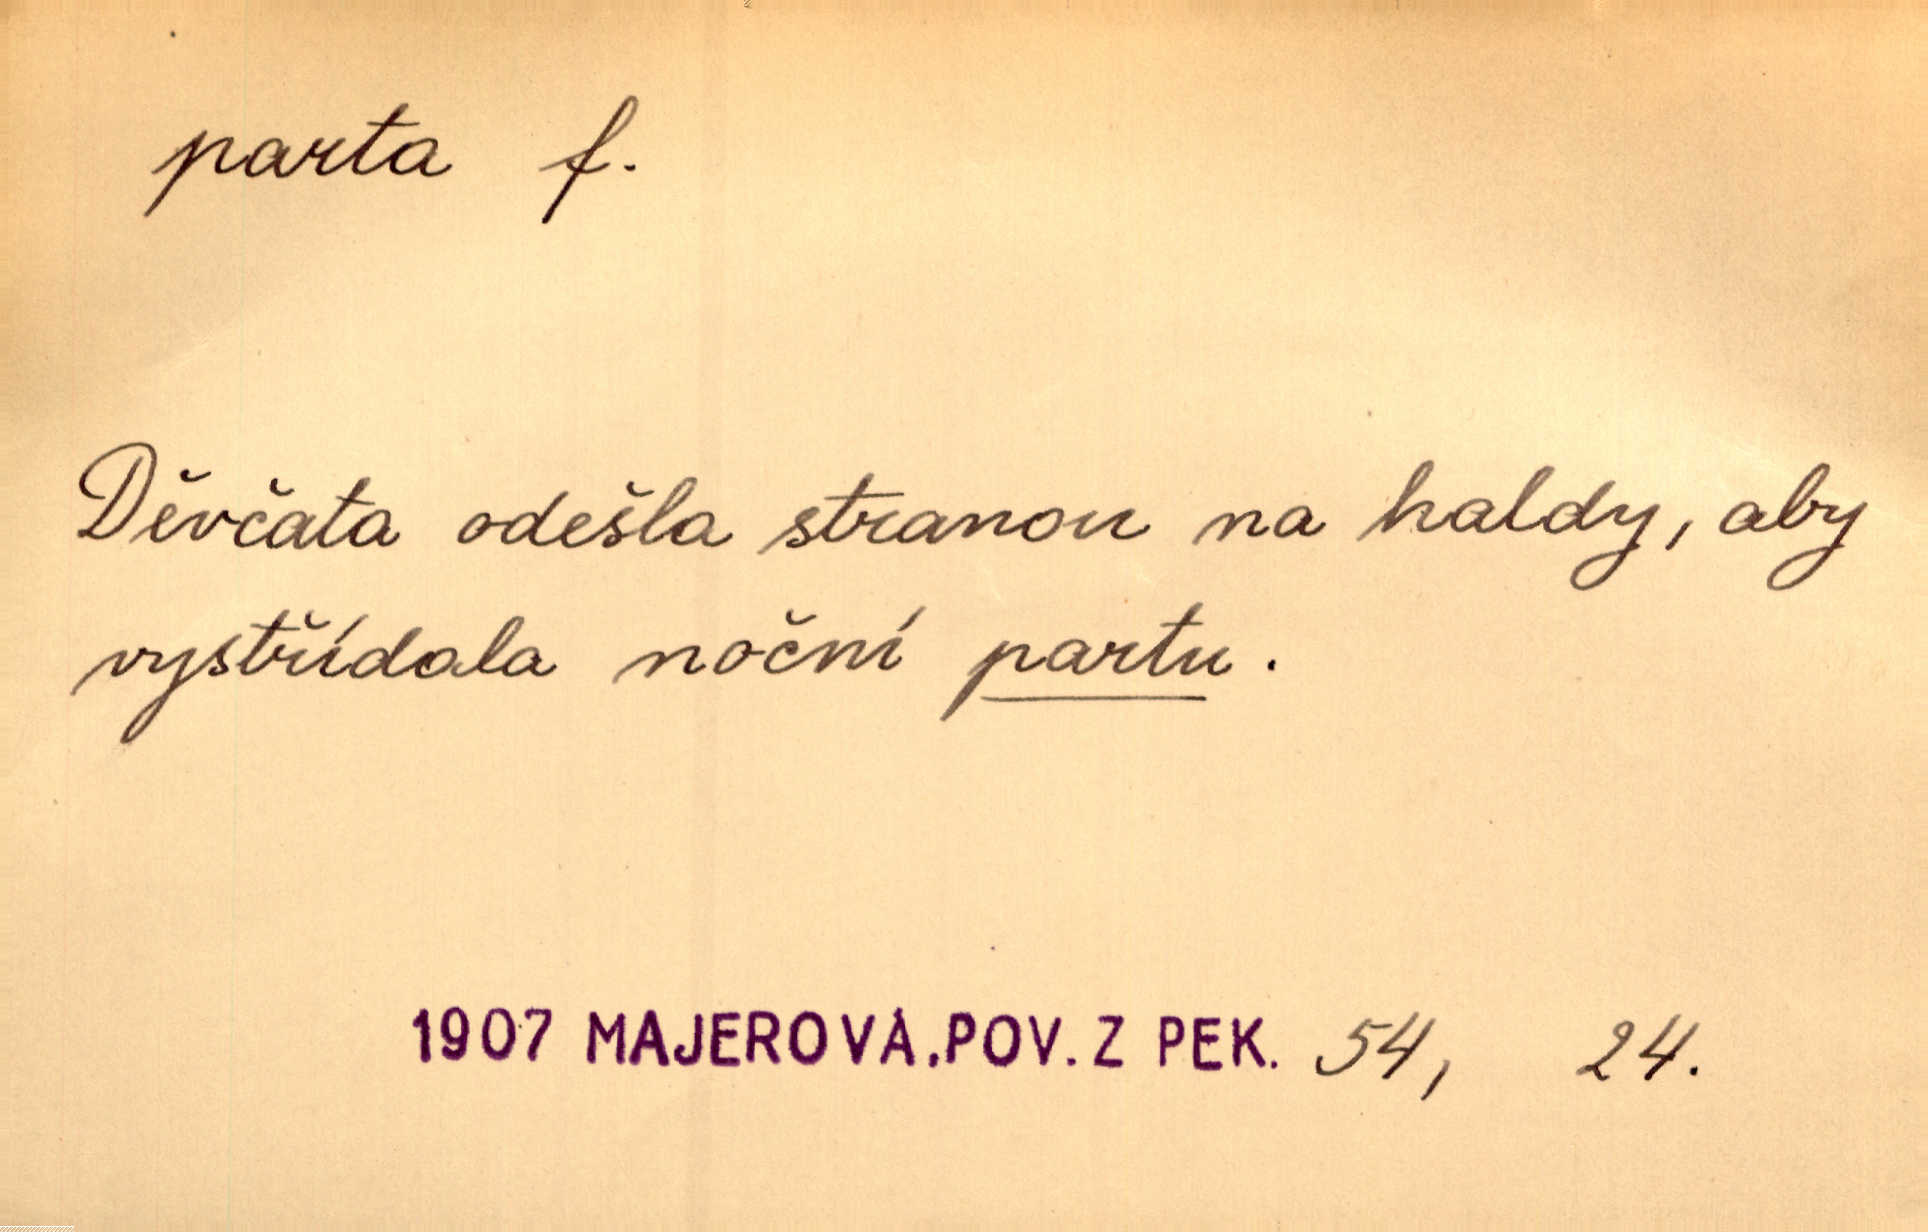 parta f.
Děvčata odešla stranou na haldy, aby
vystřídala noční partu.
1907 MAJEROVÁ, POV. Z PEK. 54, 24.